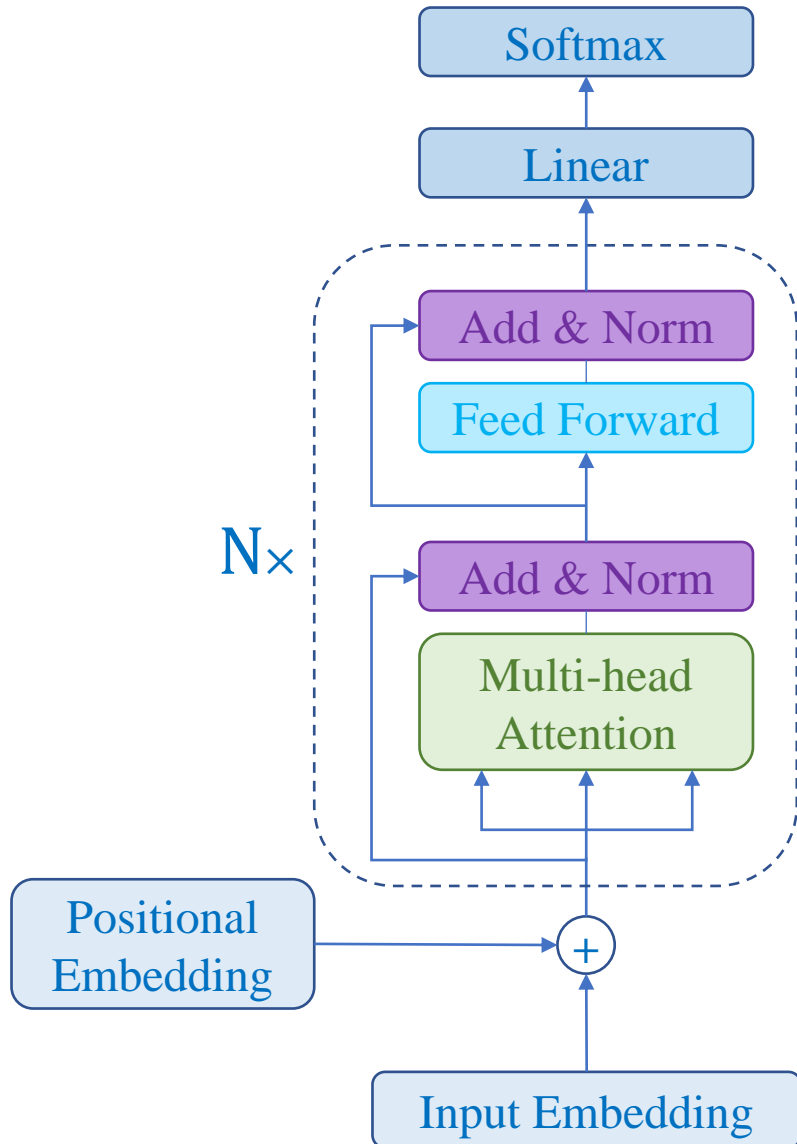 Softmax
Linear
Add & Norm
Feed Forward
N×
Add & Norm
Multi-head
Attention
Positional
Embedding
+
Input Embedding